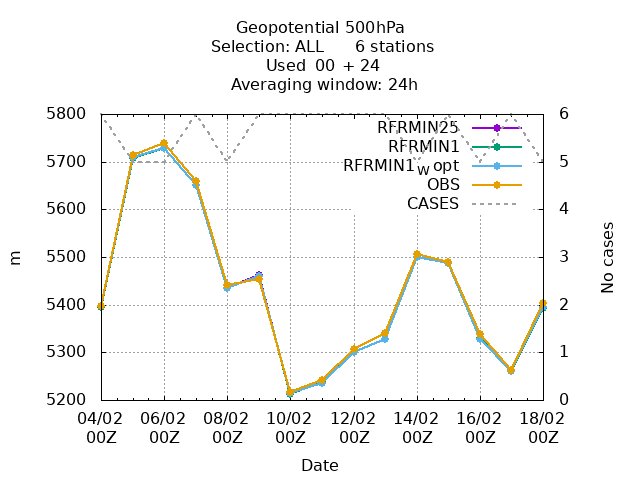 Geopotential 500hPa
Selection: ALL 6 stations
Used 00 + 24
Averaging window: 24h
5800
5700
5600
5500
5400
5300
5200
m
6
5
4
3
2
1
0
No cases
RFRMIN25
RFRMIN1
RFRMIN1w opt
OBS
CASES
04/02 06/02 08/02 10/02 12/02 14/02 16/02 18/02
00Z 00Z 00Z 00Z 00Z 00Z 00Z 00Z
Date